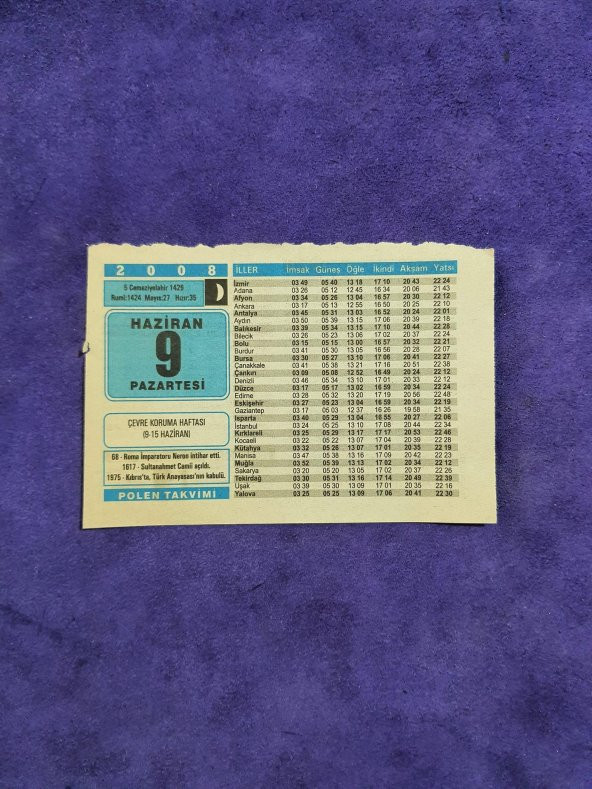 2 0 0 8
5 Cemaziyelahir 1429
Rumi:1424 Mayıs:27 Hızır:35
HAZİRAN
9
PAZARTESİ
ÇEVRE KORUMA HAFTASI
(9-15 HAZİRAN)
68 - Roma İmparatoru Neron intihar etti.
1617 - Sultanahmet Camii açıldı.
1975 - Kıbrıs'ta, Türk Anayasası'nın kabulü.
POLEN TAKVİMİ
İLLER İmsak Güneş Öğle İkindi Akşam Yatsı
İzmir 03 49 05 40 13 18 17 10 20 43 22 24
Adana 03 26 05 12 12 45 16 34 20 06 21 43
Afyon 03 34 05 26 13 04 16 57 20 30 22 12
Ankara 03 17 05 13 12 55 16 50 20 25 22 10
Antalya 03 45 05 31 13 03 16 52 20 24 22 01
Aydın 03 50 05 39 13 15 17 06 20 39 22 18
Balıkesir 03 39 05 34 13 15 17 10 20 44 22 28
Bilecik 03 26 05 23 13 06 17 02 20 37 22 24
Bolu 03 15 05 15 13 00 16 57 20 32 22 21
Burdur 03 41 05 30 13 05 16 56 20 28 22 07
Bursa 03 30 05 27 13 10 17 06 20 41 22 27
Çanakkale 03 41 05 38 13 21 17 16 20 51 22 38
Çankırı 03 09 05 08 12 52 16 49 20 24 22 12
Denizli 03 46 05 34 13 10 17 01 20 33 22 12
Düzce 03 17 05 17 13 02 16 59 20 34 22 24
Edirne 03 28 05 32 13 20 17 19 20 56 22 48
Eskişehir 03 27 05 23 13 04 16 59 20 34 22 19
Gaziantep 03 17 05 03 12 37 16 26 19 58 21 35
Isparta 03 40 05 29 13 04 16 55 20 27 22 06
İstanbul 03 24 05 25 13 10 17 08 20 44 22 34
Kırklareli 03 25 05 29 13 17 17 17 20 53 22 46
Kocaeli 03 22 05 22 13 07 17 04 20 39 22 28
Kütahya 03 32 05 27 13 07 17 01 20 35 22 19
Manisa 03 47 05 38 13 16 17 09 20 42 22 23
Muğla 03 52 05 39 13 13 17 02 20 34 22 12
Sakarya 03 20 05 20 13 05 17 02 20 37 22 26
Tekirdağ 03 30 05 31 13 16 17 14 20 49 22 39
Uşak 03 39 05 30 13 09 17 01 20 35 22 16
Yalova 03 25 05 25 13 09 17 06 20 41 22 30